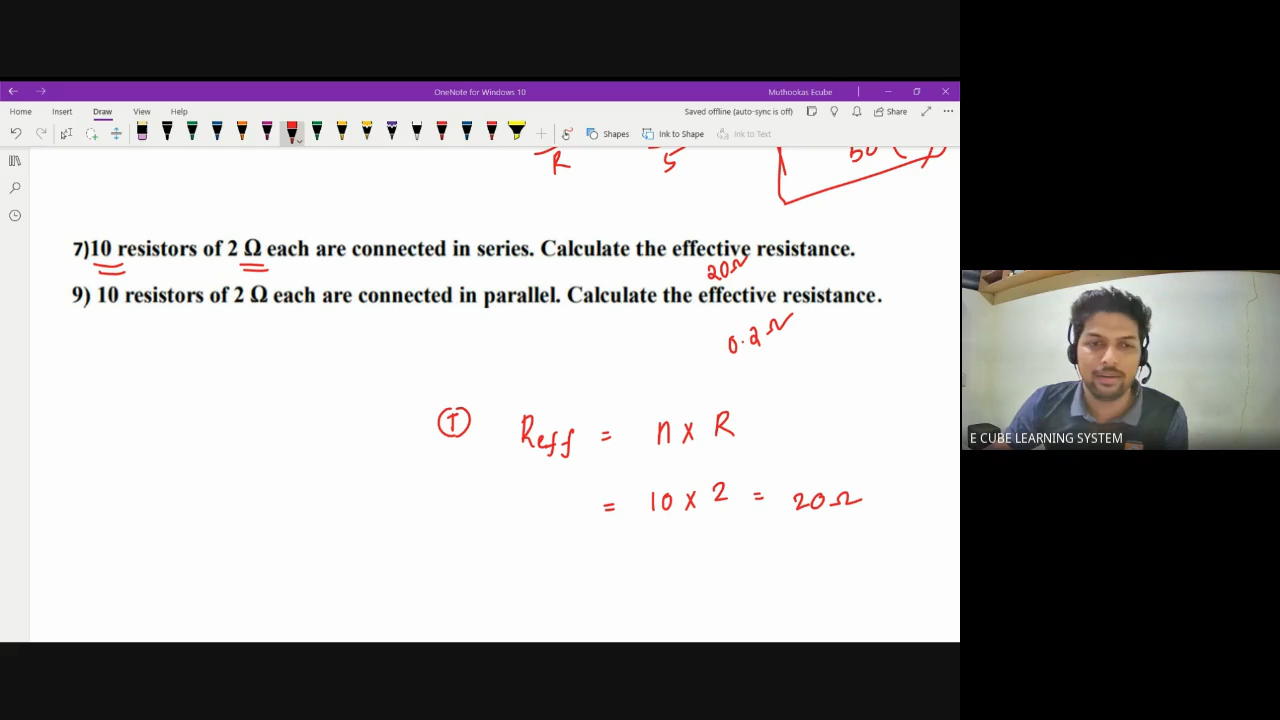 OneNote for Windows 10
Muthookas Ecube
Home Insert Draw View Help
Saved offline (auto-sync is off)
Share
Shapes
Ink to Shape
Ink to Text
R
5
50
7)10 resistors of 2 Ω each are connected in series. Calculate the effective resistance.
20Ω
9) 10 resistors of 2 Ω each are connected in parallel. Calculate the effective resistance.
0.2 Ω
Reff = n x R
= 10 x 2 = 20Ω
E CUBE LEARNING SYSTEM